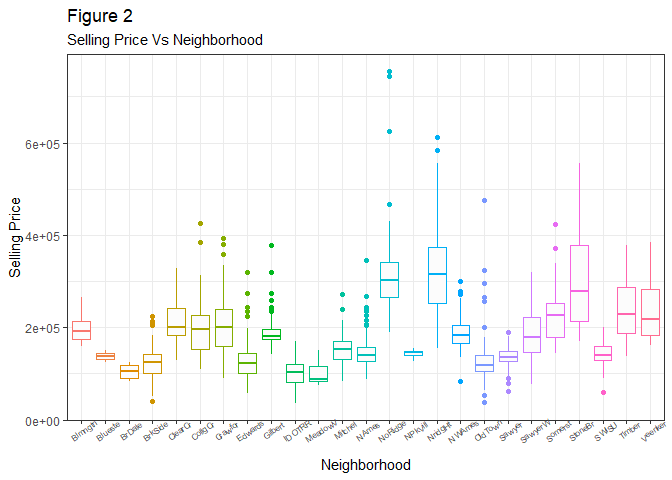 Figure 2
Selling Price Vs Neighborhood
Selling Price
6e+05
4e+05
2e+05
0e+00
Blmngtn Blueste BrDale BrkSide ClearCr CollgCr Crawfor Edwards Gilbert IDOTRR MeadowV Mitchel NAmes NoRidge NPkVill NridgHt NWAmes OldTown Sawyer SawyerW Somerst StoneBr SWISU Timber Veenker
Neighborhood